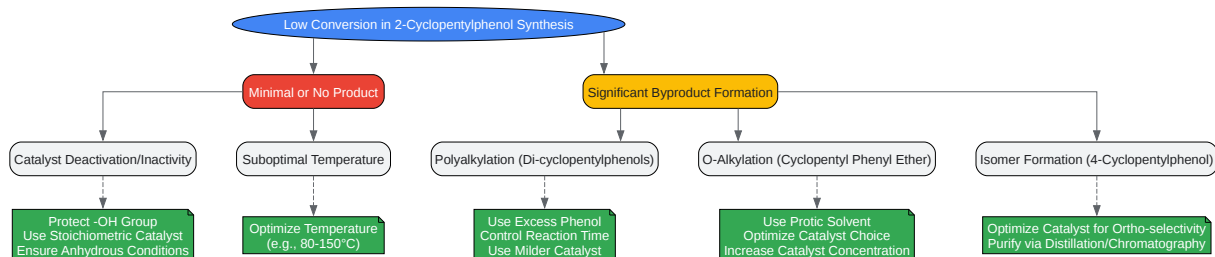 Low Conversion in 2-Cyclopentylphenol Synthesis
Minimal or No Product
Significant Byproduct Formation
Catalyst Deactivation/Inactivity
Suboptimal Temperature
Polyalkylation (Di-cyclopentylphenols)
O-Alkylation (Cyclopentyl Phenyl Ether)
Isomer Formation (4-Cyclopentylphenol)
Protect -OH Group
Use Stoichiometric Catalyst
Ensure Anhydrous Conditions
Optimize Temperature
(e.g., 80-150°C)
Use Excess Phenol
Control Reaction Time
Use Milder Catalyst
Use Protic Solvent
Optimize Catalyst Choice
Increase Catalyst Concentration
Optimize Catalyst for Ortho-selectivity
Purify via Distillation/Chromatography